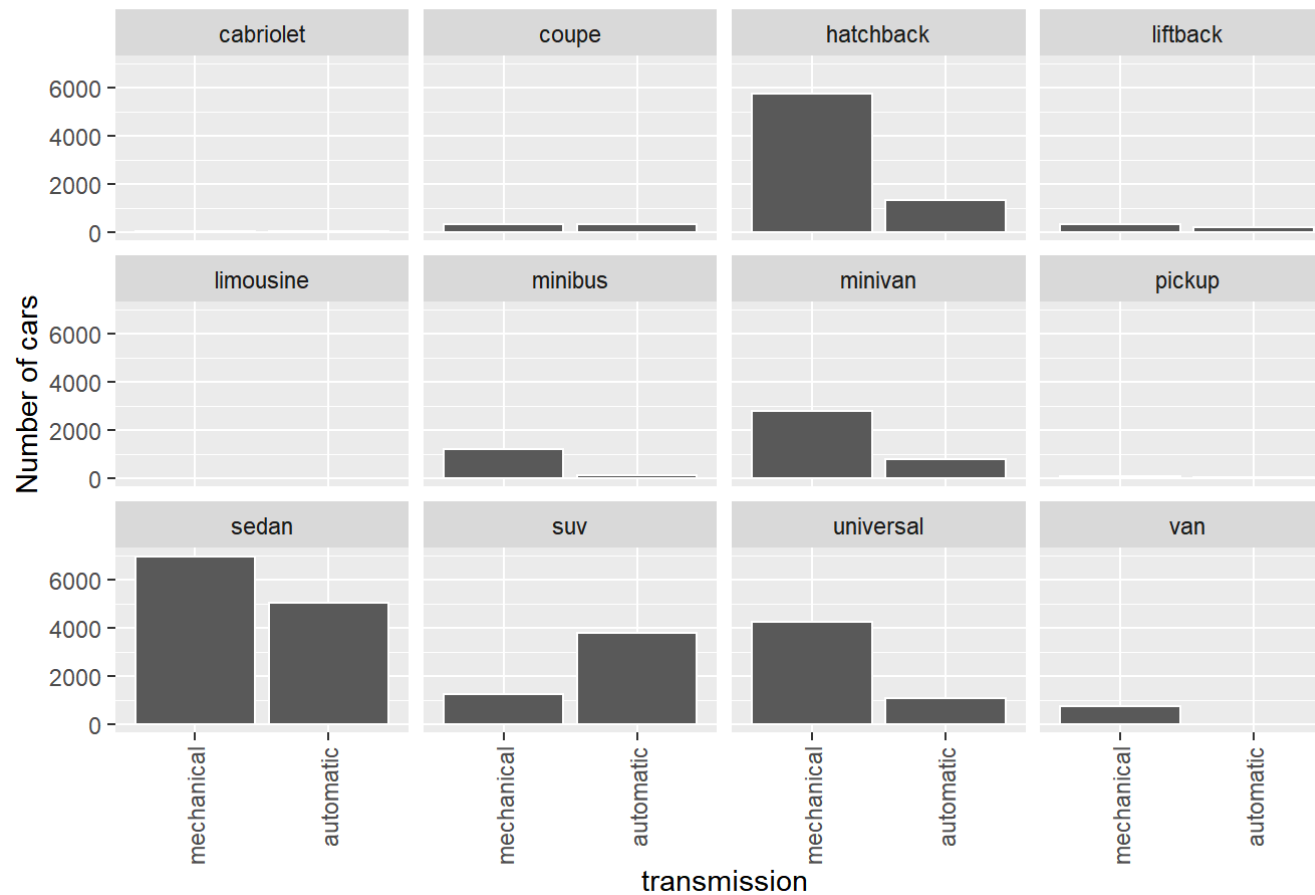 cabriolet coupe hatchback liftback
6000
4000
2000
0
limousine minibus minivan pickup
6000
4000
2000
0
sedan suv universal van
6000
4000
2000
0
mechanical automatic mechanical automatic mechanical automatic mechanical automatic
transmission
Number of cars